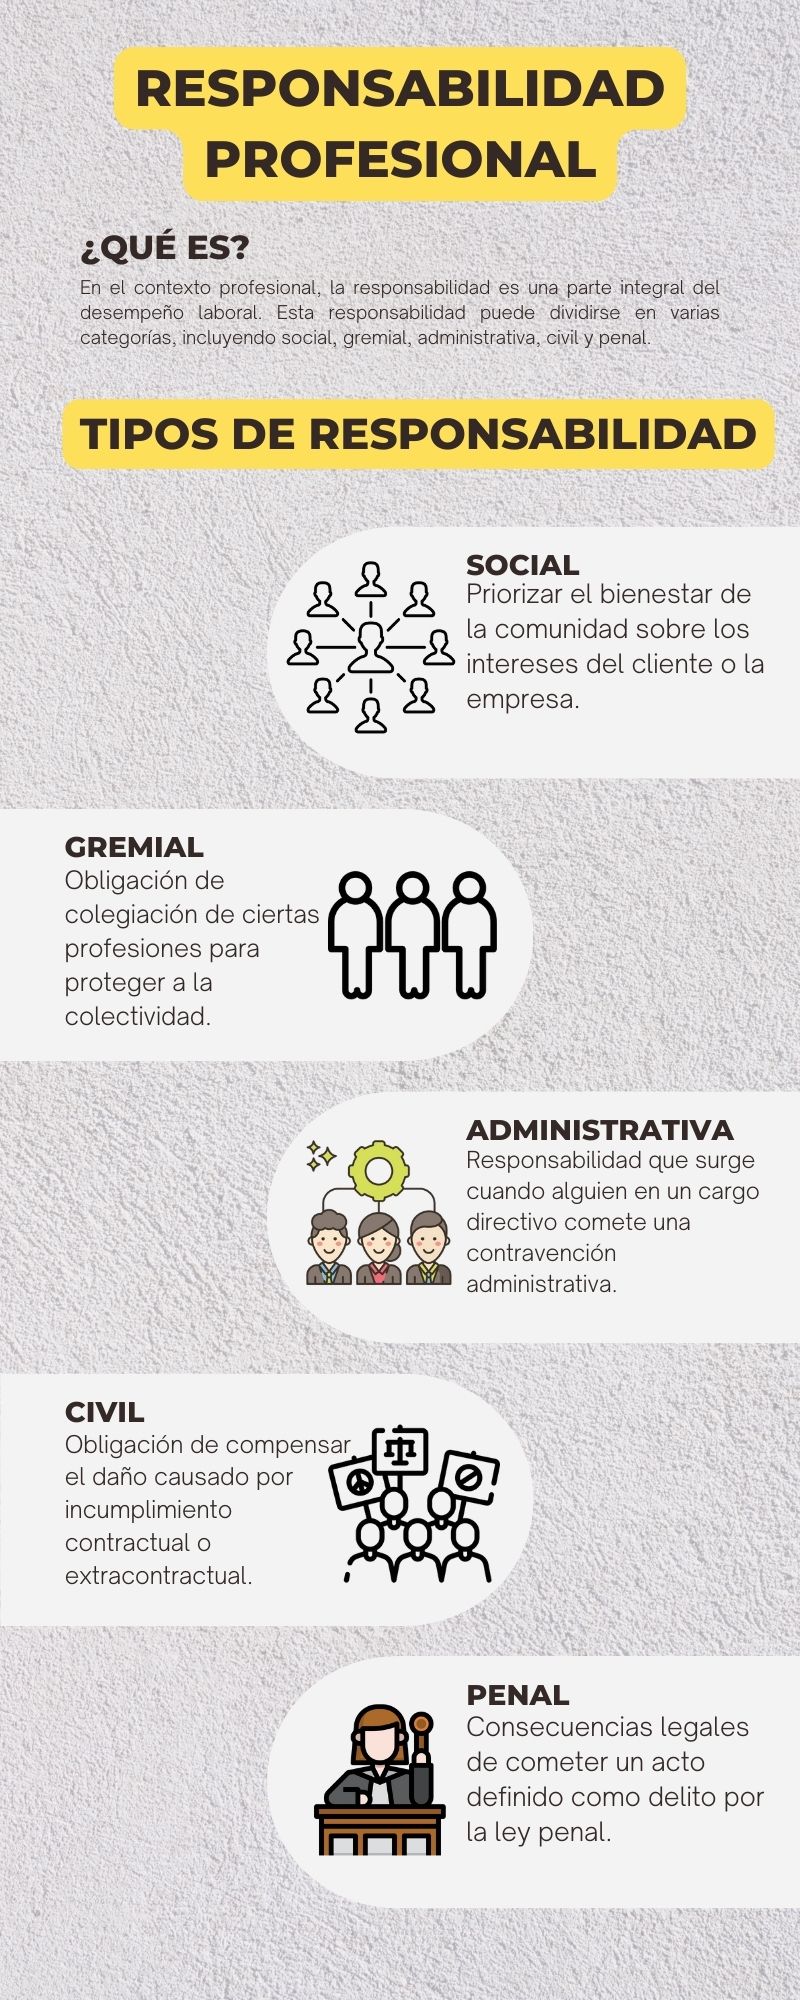 RESPONSABILIDAD
PROFESIONAL
¿QUÉ ES?
En el contexto profesional, la responsabilidad es una parte integral del
desempeño laboral. Esta responsabilidad puede dividirse en varias
categorías, incluyendo social, gremial, administrativa, civil y penal.
TIPOS DE RESPONSABILIDAD
SOCIAL
Priorizar el bienestar de
la comunidad sobre los
intereses del cliente o la
empresa.
GREMIAL
Obligación de
colegiación de ciertas
profesiones para
proteger a la
colectividad.
ADMINISTRATIVA
Responsabilidad que surge
cuando alguien en un cargo
directivo comete una
contravención
administrativa.
CIVIL
Obligación de compensar
el daño causado por
incumplimiento
contractual o
extracontractual.
PENAL
Consecuencias legales
de cometer un acto
definido como delito por
la ley penal.